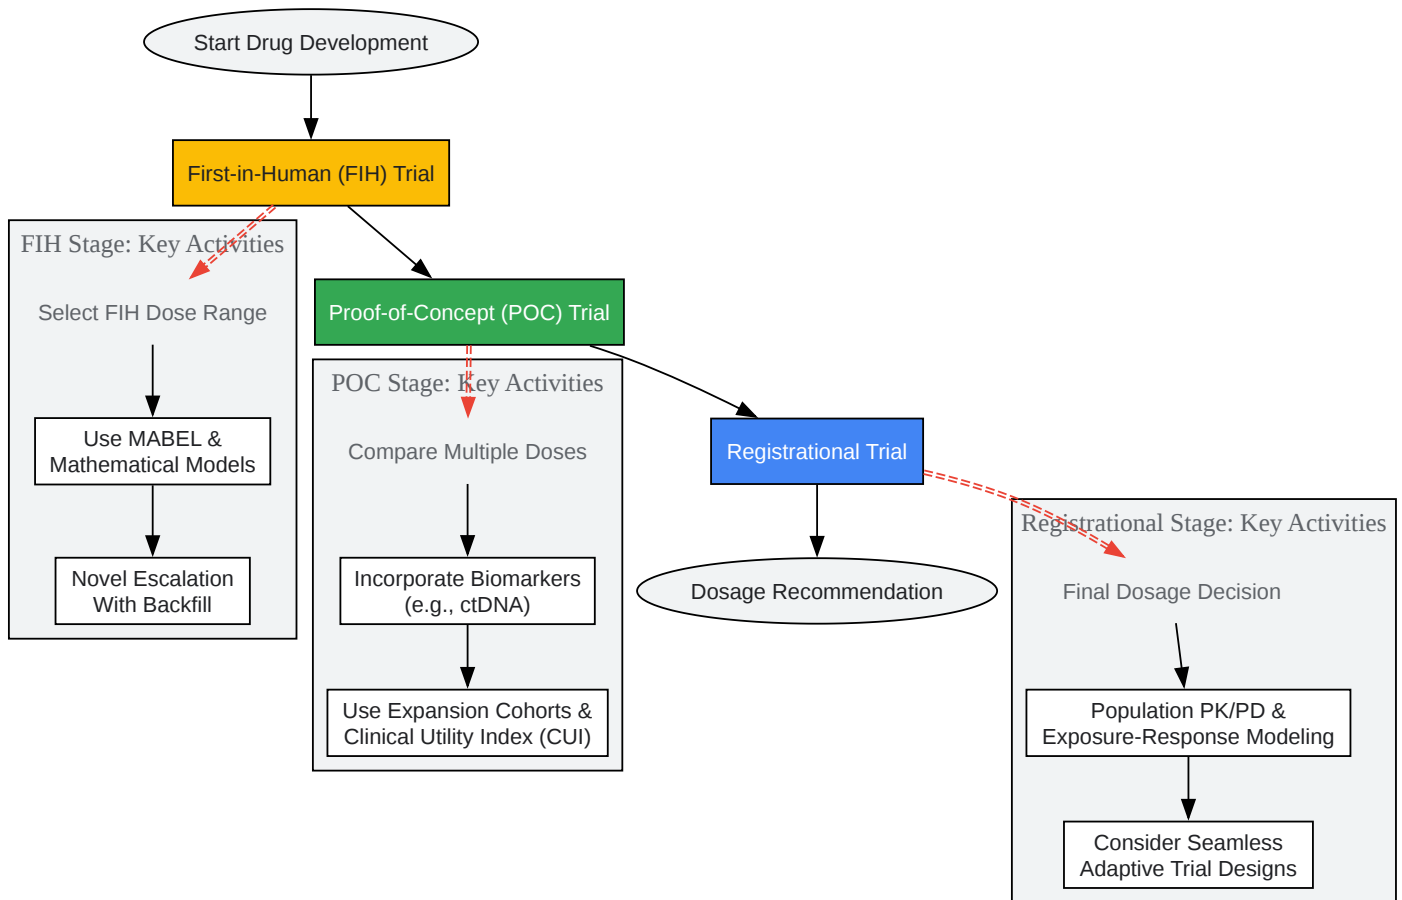 Start Drug Development
First-in-Human (FIH) Trial
FIH Stage: Key Activities
Select FIH Dose Range
Use MABEL &
Mathematical Models
Novel Escalation
With Backfill
Proof-of-Concept (POC) Trial
POC Stage: Key Activities
Compare Multiple Doses
Incorporate Biomarkers
(e.g., ctDNA)
Use Expansion Cohorts &
Clinical Utility Index (CUI)
Registrational Trial
Dosage Recommendation
Registrational Stage: Key Activities
Final Dosage Decision
Population PK/PD &
Exposure-Response Modeling
Consider Seamless
Adaptive Trial Designs